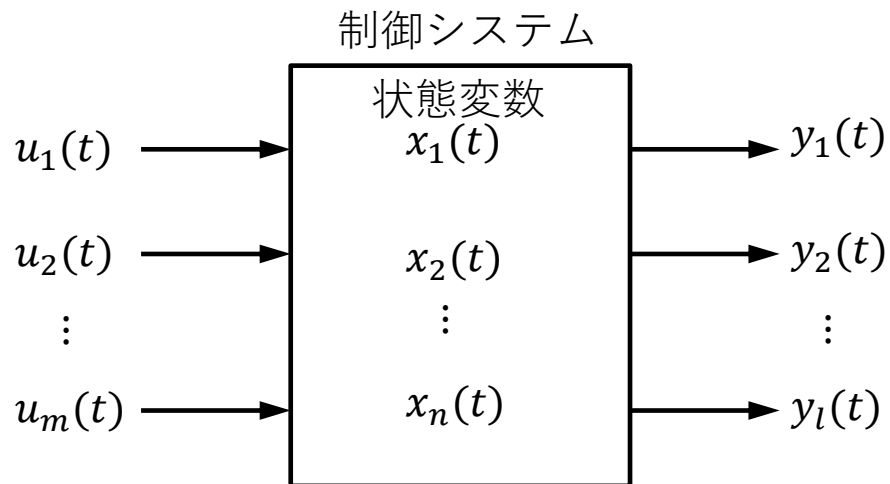 制御システム
状態変数
u₁(t) x₁(t) y₁(t)
u₂(t) x₂(t) y₂(t)
⋮ ⋮ ⋮
uₘ(t) xₙ(t) yₗ(t)